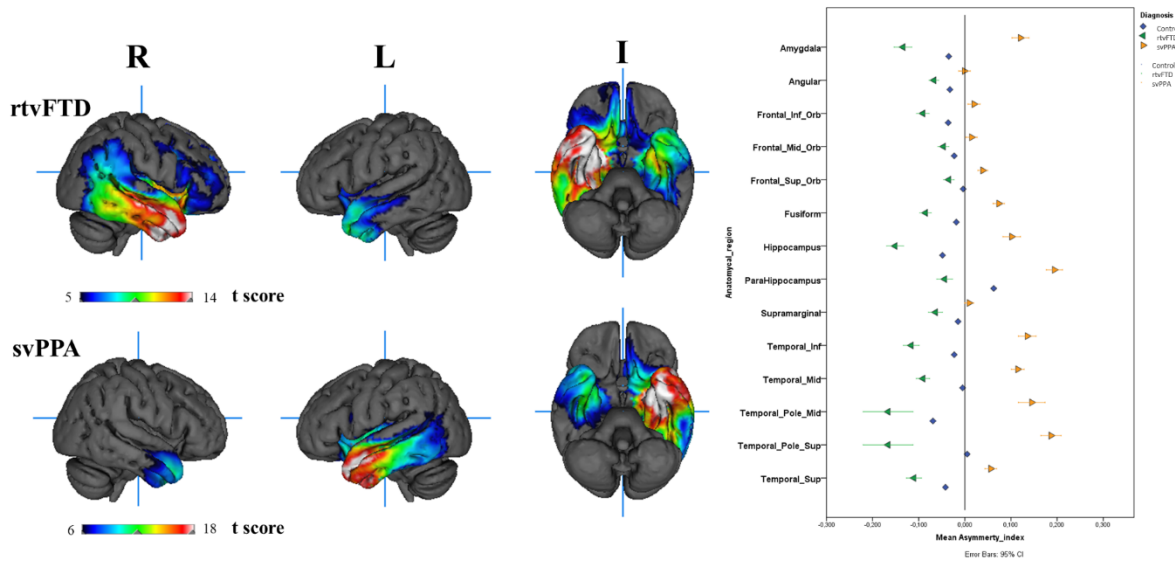 R
L
I
rtvFTD
5
14
t score
svPPA
6
18
t score
Anatomycal_region
Amygdala
Angular
Frontal_Inf_Orb
Frontal_Mid_Orb
Frontal_Sup_Orb
Fusiform
Hippocampus
ParaHippocampus
Supramarginal
Temporal_Inf
Temporal_Mid
Temporal_Pole_Mid
Temporal_Pole_Sup
Temporal_Sup
-0.300
-0,200
-0,100
0,000
0,100
0,200
0,300
Mean Asymmerty_index
Error Bars: 95% CI
Diagnosis
Contro
rtvFTD
svPPA
Control
rtvFTD
svPPA